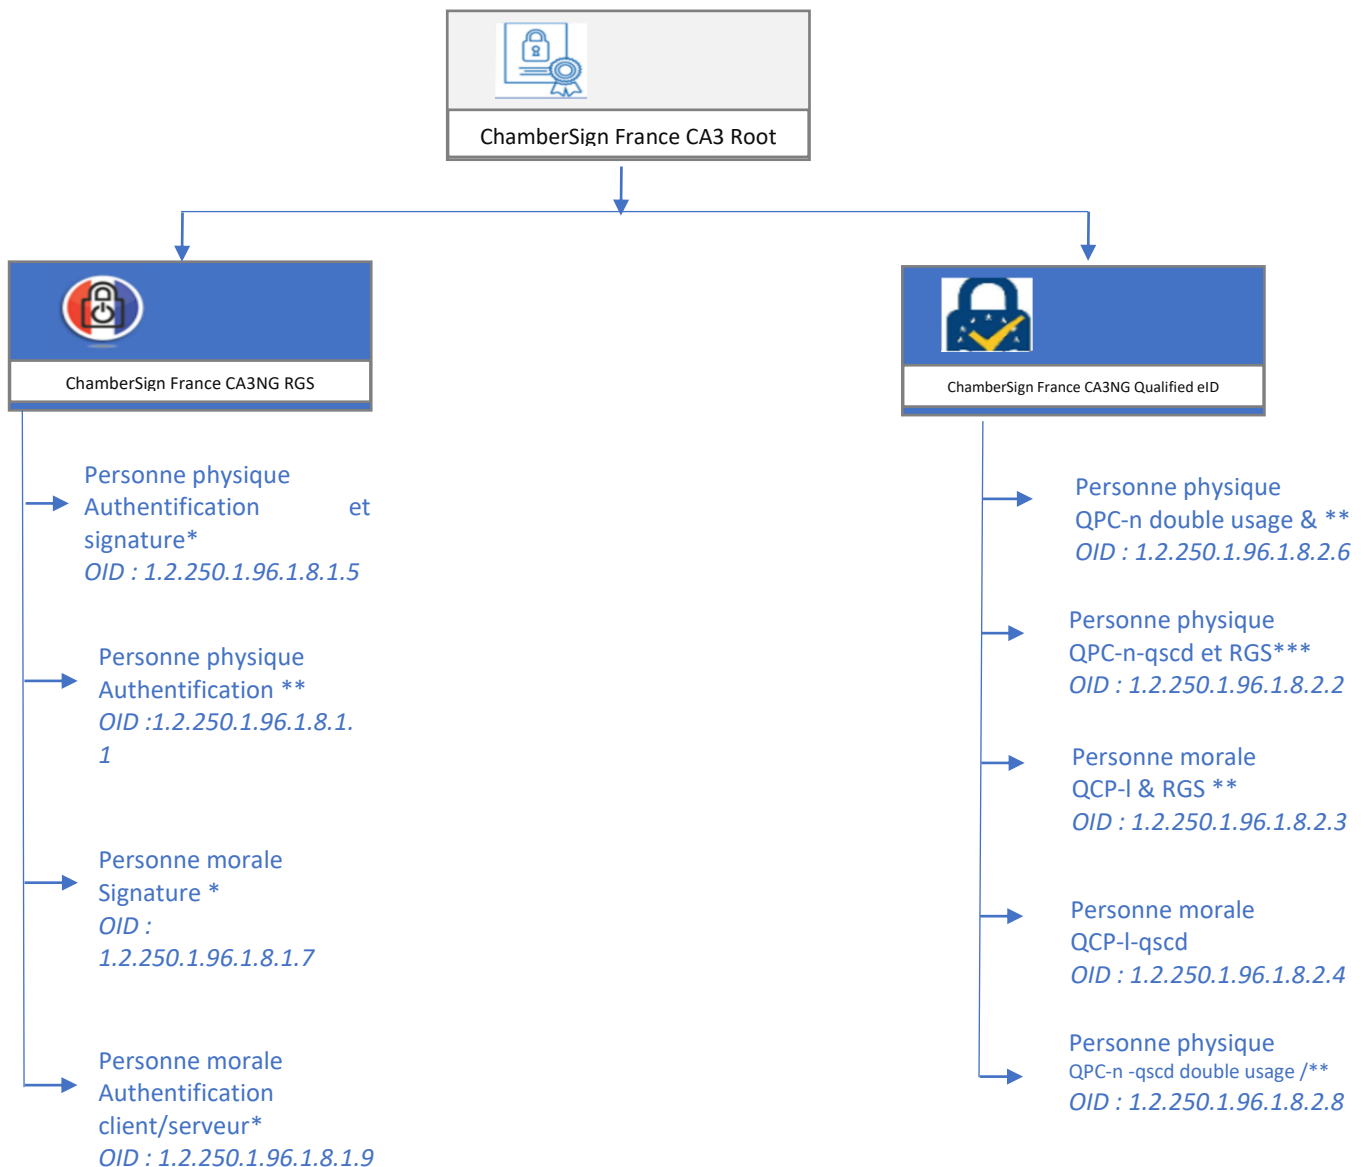 ChamberSign France CA3 Root
ChamberSign France CA3NG RGS
Personne physique
Authentification et
signature*
OID : 1.2.250.1.96.1.8.1.5
Personne physique
Authentification **
OID :1.2.250.1.96.1.8.1.
1
Personne morale
Signature *
OID :
1.2.250.1.96.1.8.1.7
Personne morale
Authentification
client/serveur*
OID : 1.2.250.1.96.1.8.1.9
ChamberSign France CA3NG Qualified eID
Personne physique
QPC-n double usage & **
OID : 1.2.250.1.96.1.8.2.6
Personne physique
QPC-n-qscd et RGS***
OID : 1.2.250.1.96.1.8.2.2
Personne morale
QCP-l & RGS **
OID : 1.2.250.1.96.1.8.2.3
Personne morale
QCP-l-qscd
OID : 1.2.250.1.96.1.8.2.4
Personne physique
QPC-n -qscd double usage /**
OID : 1.2.250.1.96.1.8.2.8